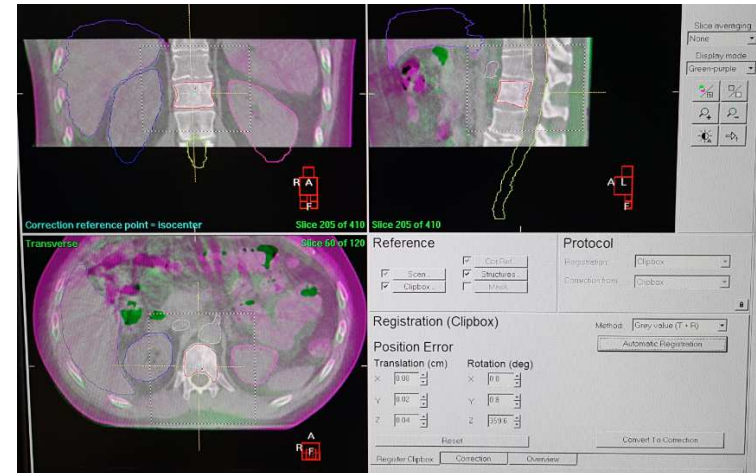 Slice averaging
None
Display mode
Green-purple
R A
F
A L
F
Correction reference point = isocenter
Slice 205 of 410
Slice 205 of 410
Transverse
Slice 60 of 120
A
R F
Reference
Cor.Ref...
Scan...
Structures...
Clipbox...
Mask...
Protocol
Registration:
Clipbox
Correction from:
Clipbox
Registration (Clipbox)
Method:
Grey value (T + R)
Automatic Registration
Position Error
Translation (cm)
Rotation (deg)
X
0.00
X
0.0
Y
0.02
Y
0.8
Z
0.04
Z
359.6
Reset
Convert To Correction
Register Clipbox
Correction
Overview